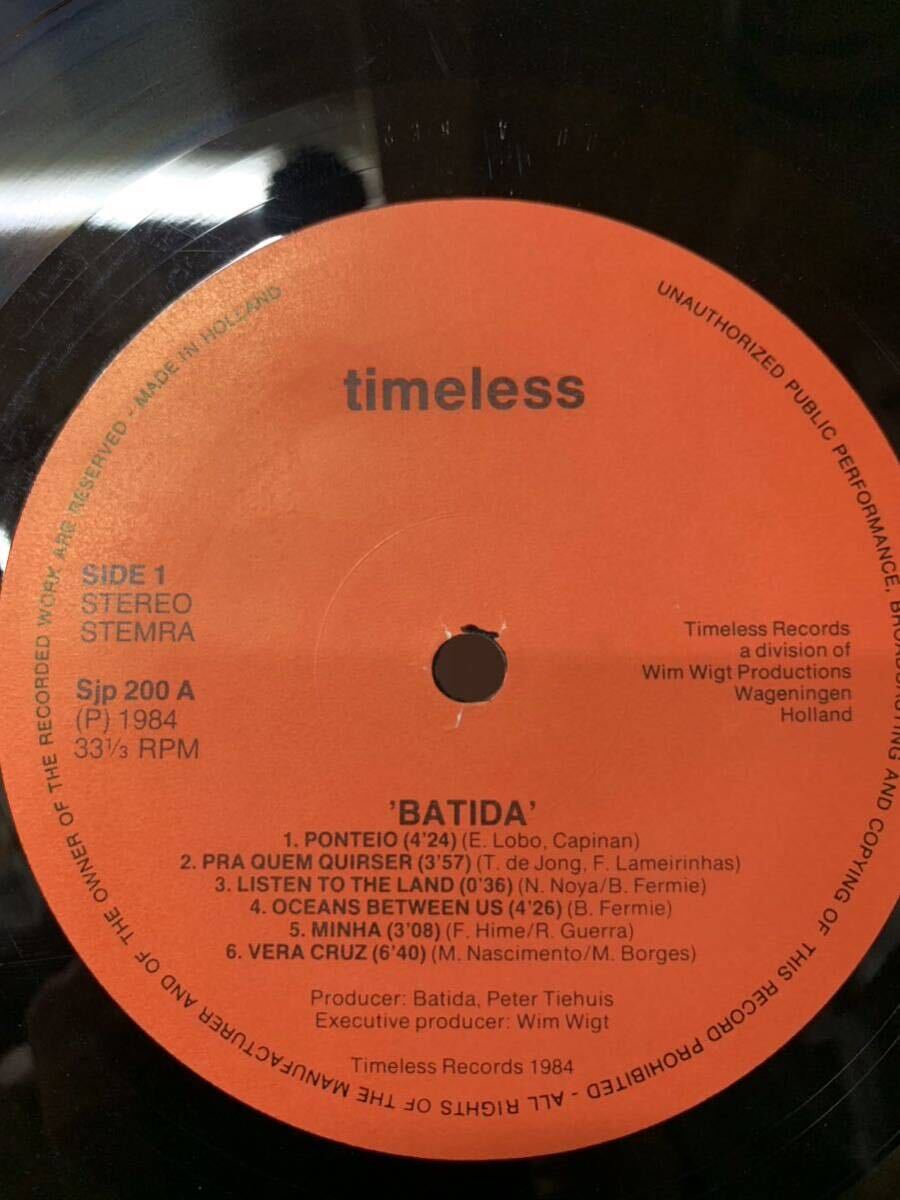 timeless
SIDE 1
STEREO
STEMRA
Sjp 200 A
(P) 1984
33⅓ RPM
Timeless Records
a division of
Wim Wigt Productions
Wageningen
Holland
'BATIDA'
1. PONTEIO (4'24) (E. Lobo, Capinan)
2. PRA QUEM QUIRSER (3'57) (T. de Jong, F. Lameirinhas)
3. LISTEN TO THE LAND (0'36) (N. Noya/B. Fermie)
4. OCEANS BETWEEN US (4'26) (B. Fermie)
5. MINHA (3'08) (F. Hime/R. Guerra)
6. VERA CRUZ (6'40) (M. Nascimento/M. Borges)
Producer: Batida, Peter Tiehuis
Executive producer: Wim Wigt
Timeless Records 1984
UNAUTHORIZED PUBLIC PERFORMANCE, BROADCASTING AND COPYING OF THIS RECORD PROHIBITED - ALL RIGHTS OF THE MANUFACTURER AND OF THE OWNER OF THE RECORDED WORK ARE RESERVED - MADE IN HOLLAND